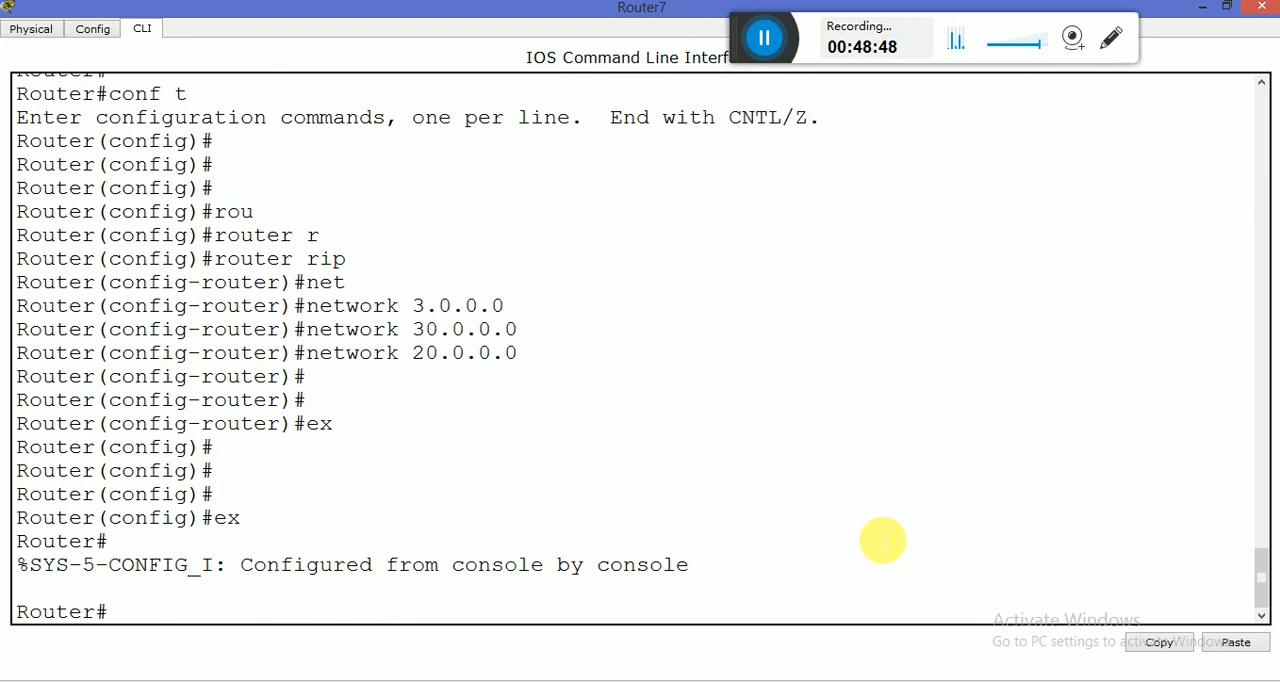 Router7
Physical
Config
CLI
Recording...
00:48:48
IOS Command Line Interf
Router#
Router#conf t
Enter configuration commands, one per line.  End with CNTL/Z.
Router(config)#
Router(config)#
Router(config)#
Router(config)#rou
Router(config)#router r
Router(config)#router rip
Router(config-router)#net
Router(config-router)#network 3.0.0.0
Router(config-router)#network 30.0.0.0
Router(config-router)#network 20.0.0.0
Router(config-router)#
Router(config-router)#
Router(config-router)#ex
Router(config)#
Router(config)#
Router(config)#
Router(config)#ex
Router#
%SYS-5-CONFIG_I: Configured from console by console
Router#
Activate Windows
Go to PC settings to activate Windows.
Copy
Paste